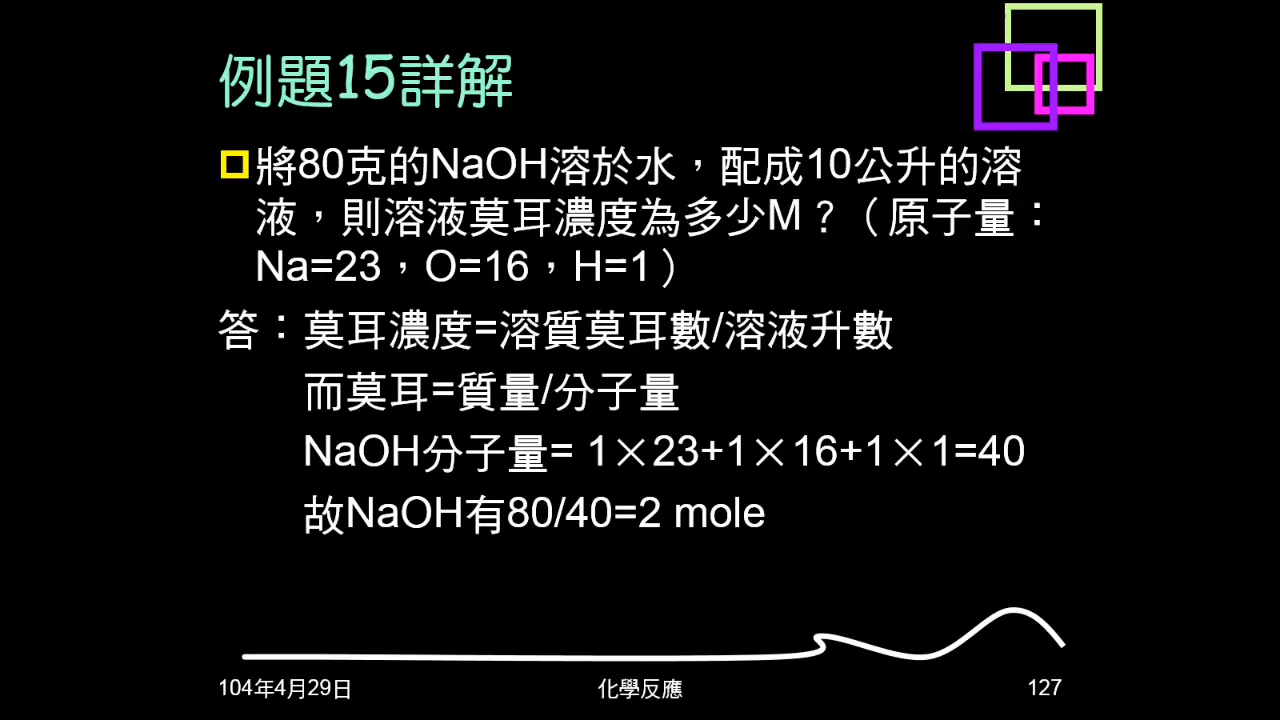 例題15詳解
將80克的NaOH溶於水，配成10公升的溶
液，則溶液莫耳濃度為多少M？（原子量：
Na=23，O=16，H=1）
答：莫耳濃度=溶質莫耳數/溶液升數
而莫耳=質量/分子量
NaOH分子量= 1×23+1×16+1×1=40
故NaOH有80/40=2 mole
104年4月29日
化學反應
127